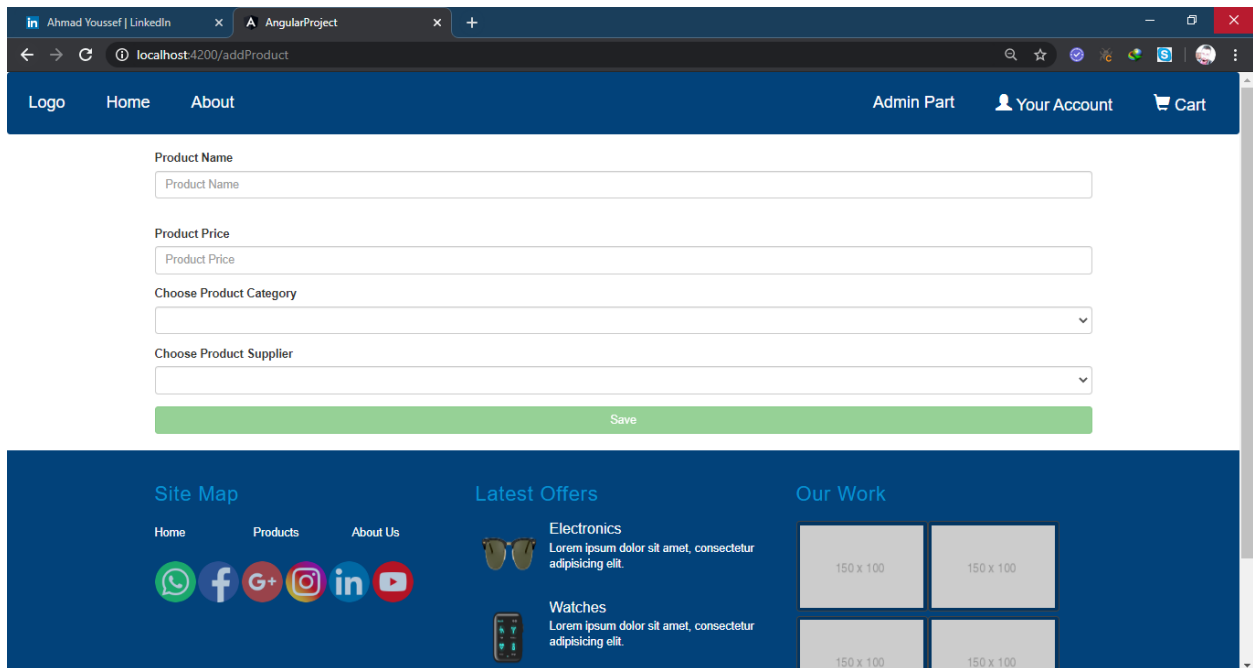 Ahmad Youssef | LinkedIn
AngularProject
localhost:4200/addProduct
Logo Home About Admin Part Your Account Cart
Product Name
Product Name
Product Price
Product Price
Choose Product Category
Choose Product Supplier
Save
Site Map
Home Products About Us
Latest Offers
Electronics
Lorem ipsum dolor sit amet, consectetur
adipisicing elit.
Watches
Lorem ipsum dolor sit amet, consectetur
adipisicing elit.
Our Work
150 x 100 150 x 100
150 x 100 150 x 100